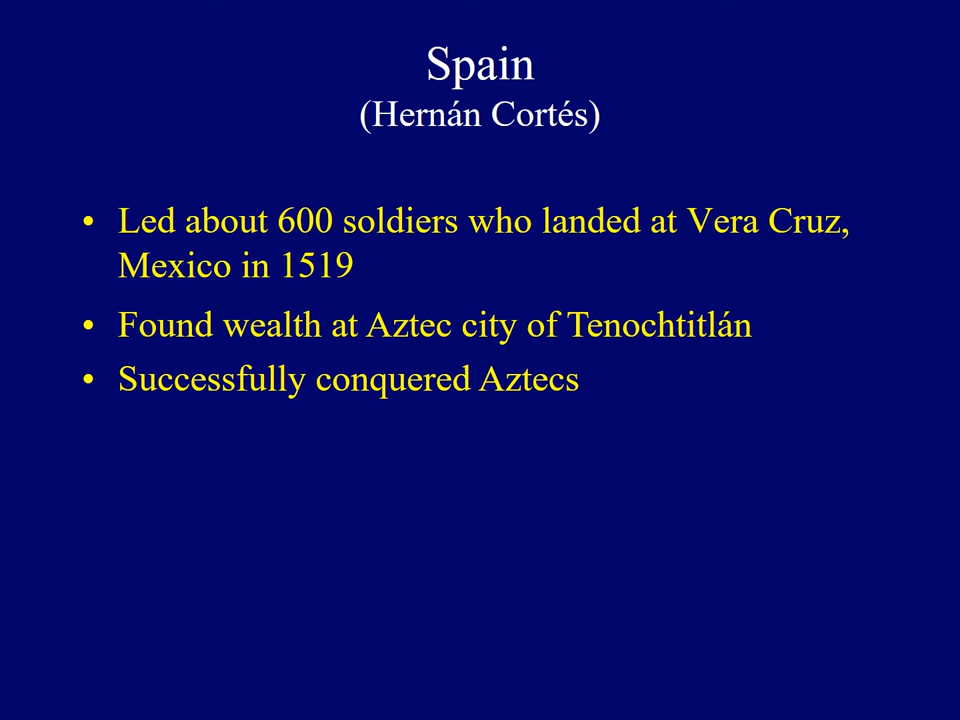 Spain
(Hernán Cortés)
• Led about 600 soldiers who landed at Vera Cruz,
Mexico in 1519
• Found wealth at Aztec city of Tenochtitlán
• Successfully conquered Aztecs